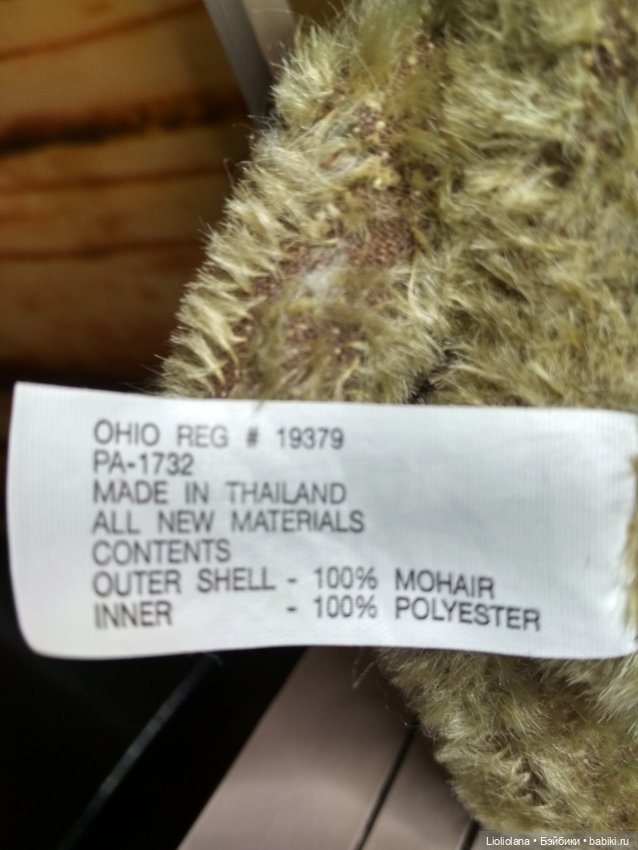 OHIO REG # 19379
PA-1732
MADE IN THAILAND
ALL NEW MATERIALS
CONTENTS
OUTER SHELL - 100% MOHAIR
INNER - 100% POLYESTER
Lioliolana • Бэйбики • babiki.ru